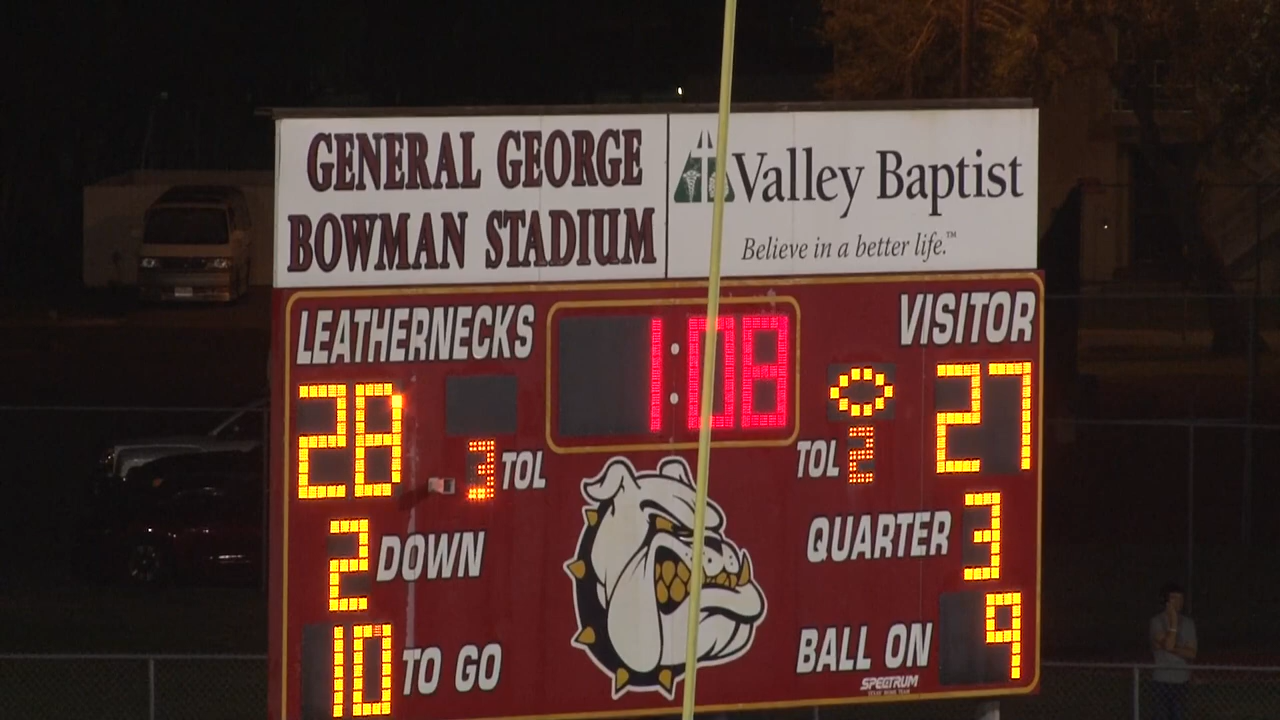 GENERAL GEORGE
BOWMAN STADIUM
Valley Baptist
Believe in a better life.™
LEATHERNECKS
1:08
VISITOR
28
3 TOL
TOL 2
27
2 DOWN
QUARTER 3
10 TO GO
BALL ON 9
SPECTRUM